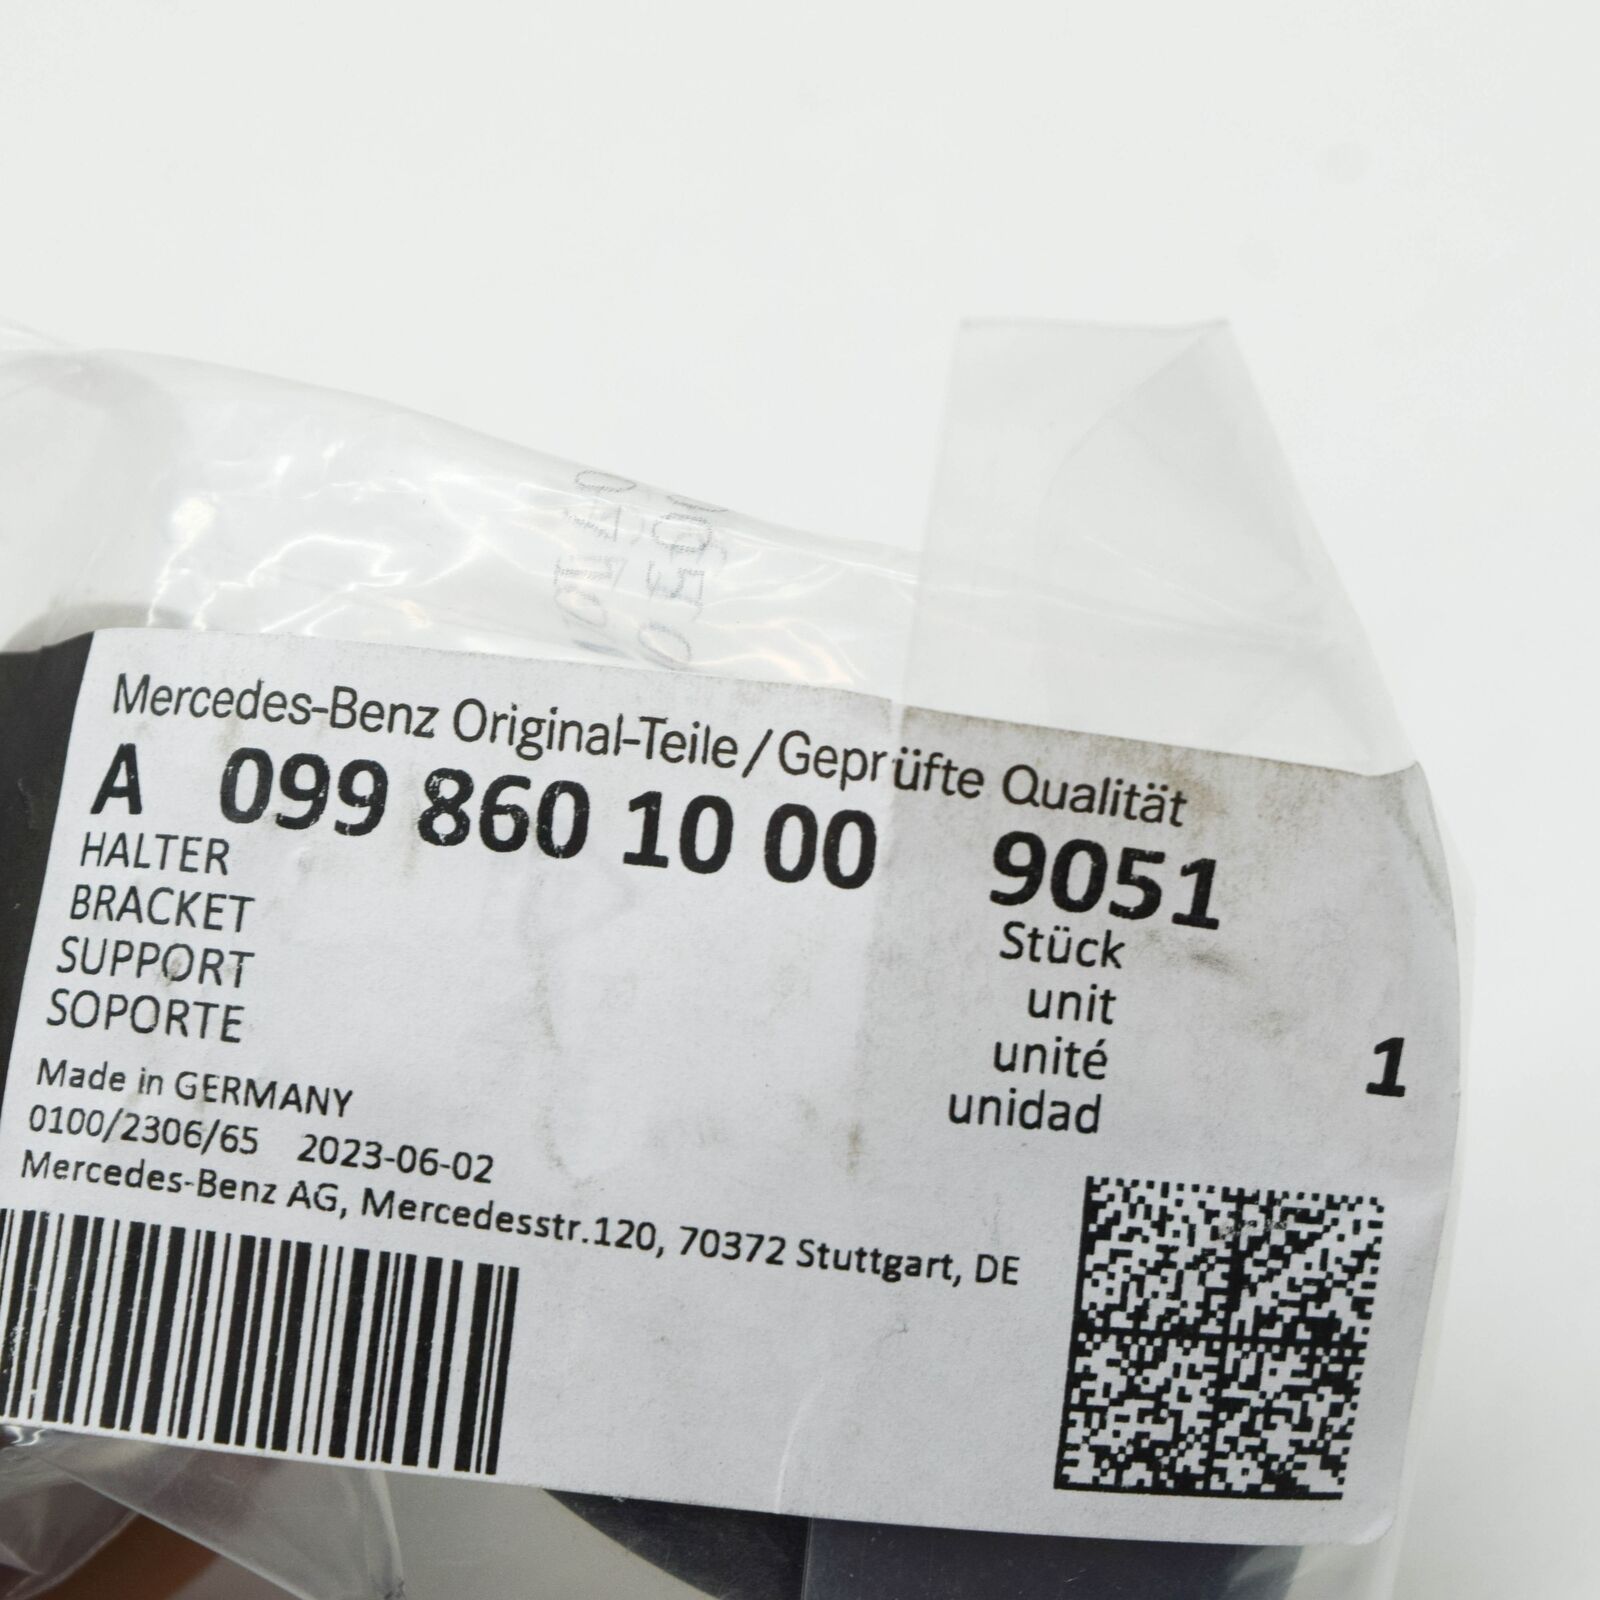 Mercedes-Benz Original-Teile / Geprüfte Qualität
A 099 860 10 00 9051
HALTER
BRACKET
SUPPORT
SOPORTE
Stück
unit
unité
unidad
1
Made in GERMANY
0100/2306/65 2023-06-02
Mercedes-Benz AG, Mercedesstr.120, 70372 Stuttgart, DE